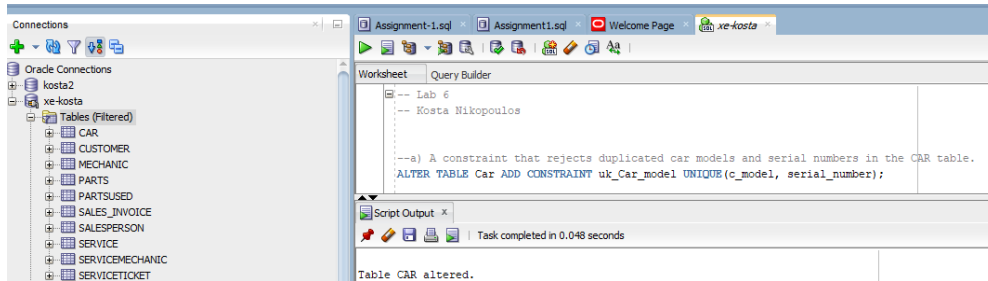 Connections
Oracle Connections
kosta2
xe-kosta
Tables (Filtered)
CAR
CUSTOMER
MECHANIC
PARTS
PARTSUSED
SALES_INVOICE
SALESPERSON
SERVICE
SERVICEMECHANIC
SERVICETICKET
Assignment-1.sql Assignment1.sql Welcome Page xe-kosta
Worksheet Query Builder
-- Lab 6
-- Kosta Nikopoulos
--a) A constraint that rejects duplicated car models and serial numbers in the CAR table.
ALTER TABLE Car ADD CONSTRAINT uk_Car_model UNIQUE(c_model, serial_number);
Script Output x
Task completed in 0.048 seconds
Table CAR altered.